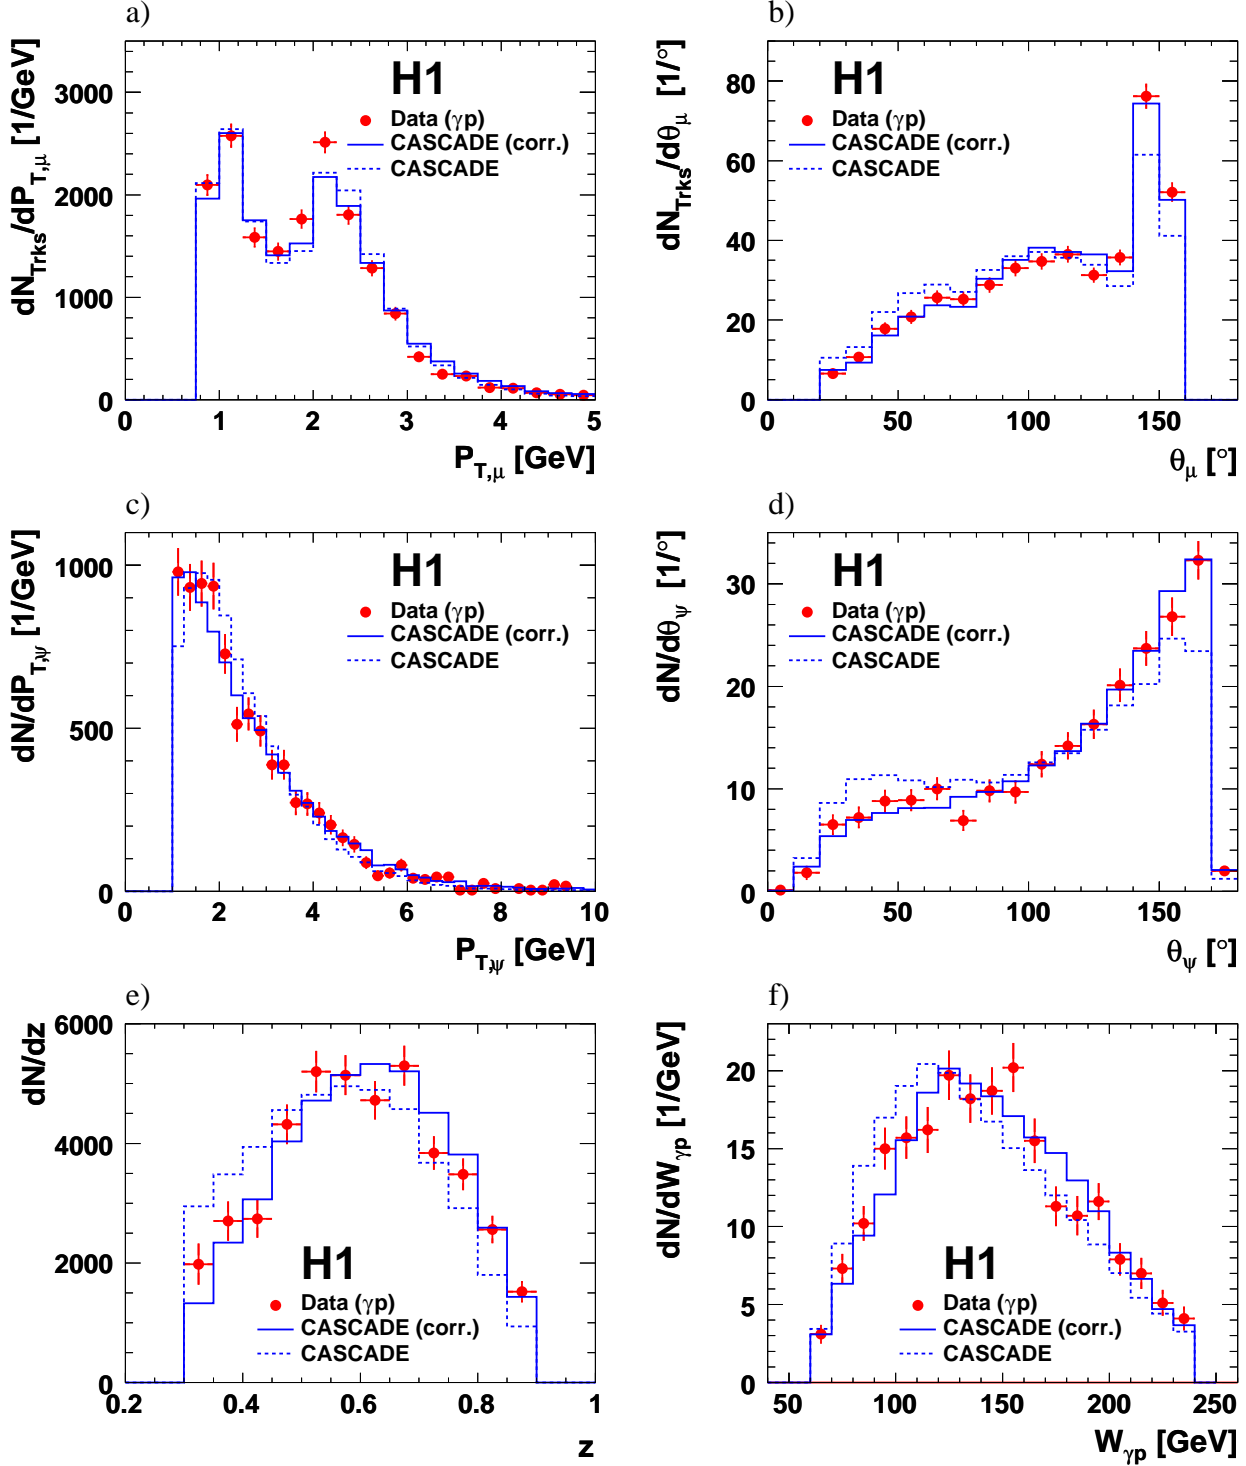 a)
dN_Trks/dP_T,μ [1/GeV]
3000
2000
1000
0
H1
Data (γp)
CASCADE (corr.)
CASCADE
0 1 2 3 4 5
P_T,μ [GeV]
b)
dN_Trks/dθ_μ [1/°]
80
60
40
20
0
H1
Data (γp)
CASCADE (corr.)
CASCADE
0 50 100 150
θ_μ [°]
c)
dN/dP_T,ψ [1/GeV]
1000
500
0
H1
Data (γp)
CASCADE (corr.)
CASCADE
0 2 4 6 8 10
P_T,ψ [GeV]
d)
dN/dθ_ψ [1/°]
30
20
10
0
H1
Data (γp)
CASCADE (corr.)
CASCADE
0 50 100 150
θ_ψ [°]
e)
dN/dz
6000
4000
2000
0
H1
Data (γp)
CASCADE (corr.)
CASCADE
0.2 0.4 0.6 0.8 1
z
f)
dN/dW_γp [1/GeV]
20
15
10
5
0
H1
Data (γp)
CASCADE (corr.)
CASCADE
50 100 150 200 250
W_γp [GeV]